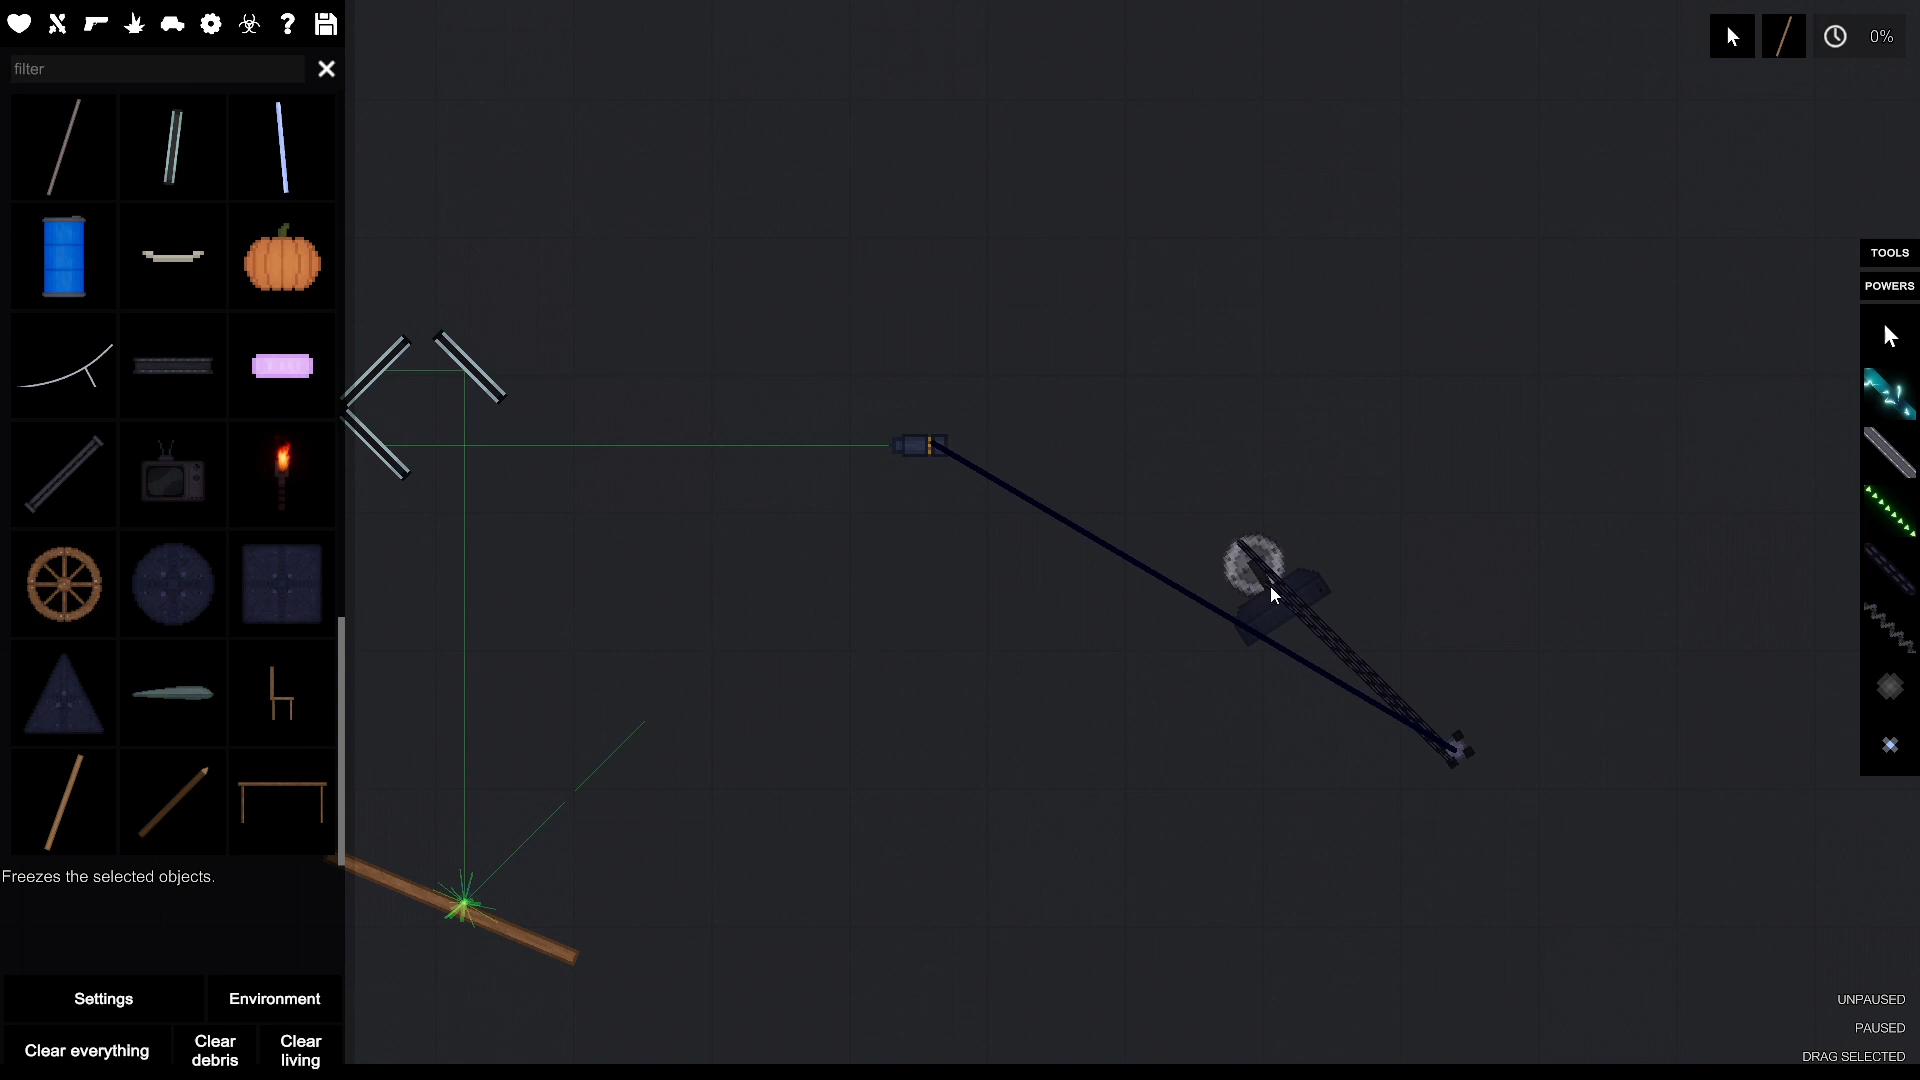 filter
0%
TOOLS
POWERS
Freezes the selected objects.
Settings
Environment
Clear everything
Clear
debris
Clear
living
UNPAUSED
PAUSED
DRAG SELECTED